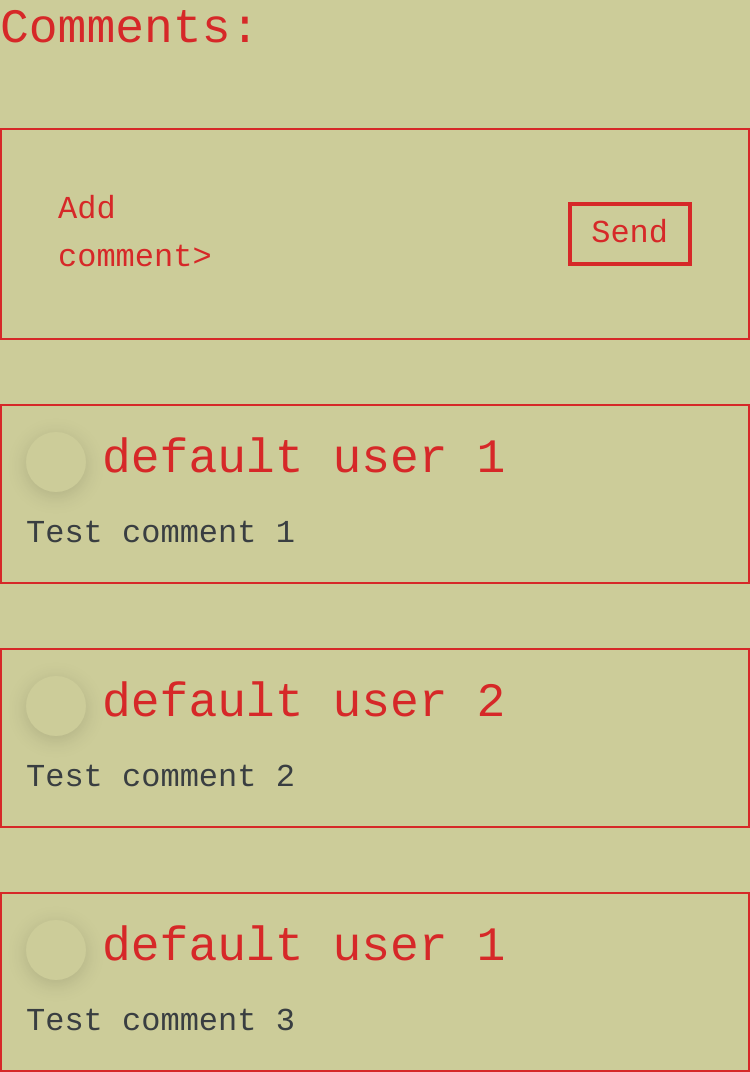 Comments:
Add
comment>
Send
default user 1
Test comment 1
default user 2
Test comment 2
default user 1
Test comment 3